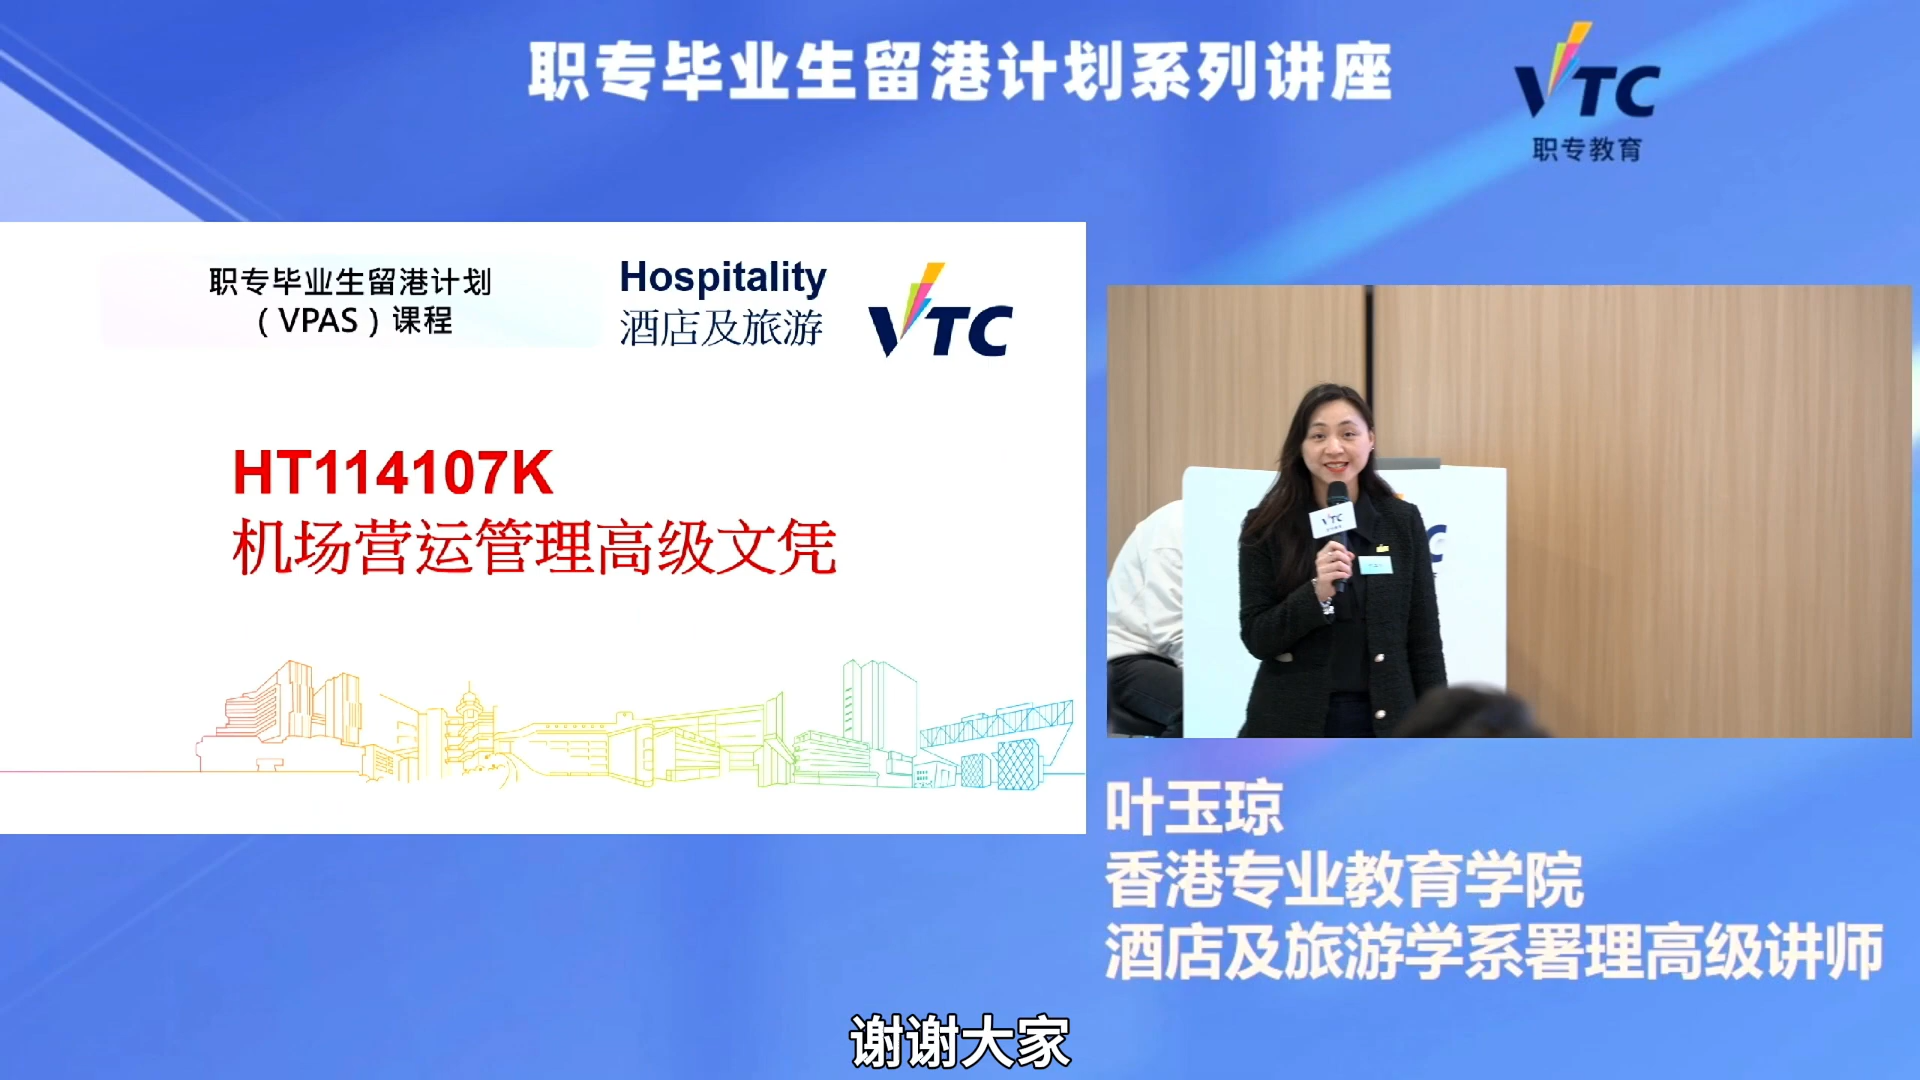 职专毕业生留港计划系列讲座
VTC
职专教育
职专毕业生留港计划
（VPAS）课程
Hospitality
酒店及旅游
VTC
HT114107K
机场营运管理高级文凭
VTC
叶玉琼
香港专业教育学院
酒店及旅游学系署理高级讲师
谢谢大家